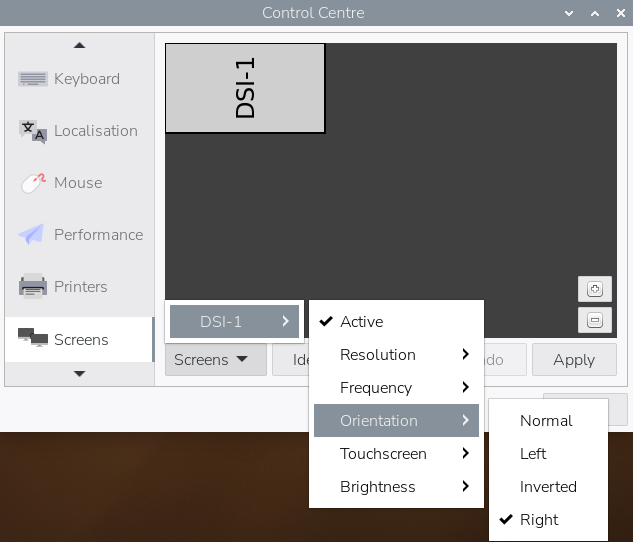 Control Centre
Keyboard
Localisation
Mouse
Performance
Printers
Screens
DSI-1
DSI-1
Screens
Ide
ndo
Apply
Active
Resolution
Frequency
Orientation
Touchscreen
Brightness
Normal
Left
Inverted
Right